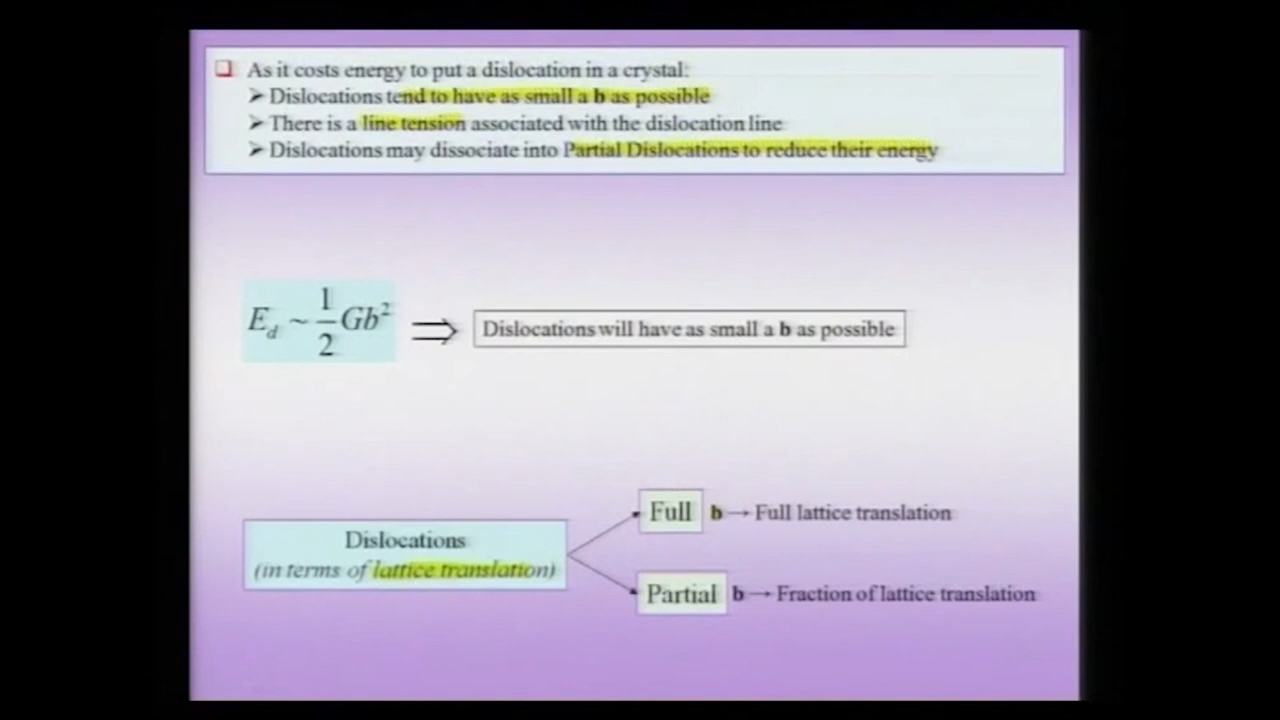 ❑ As it costs energy to put a dislocation in a crystal:
➢ Dislocations tend to have as small a b as possible
➢ There is a line tension associated with the dislocation line
➢ Dislocations may dissociate into Partial Dislocations to reduce their energy
E_d ~ 1/2 Gb² ⇒ Dislocations will have as small a b as possible
Full b → Full lattice translation
Dislocations
(in terms of lattice translation)
Partial b → Fraction of lattice translation